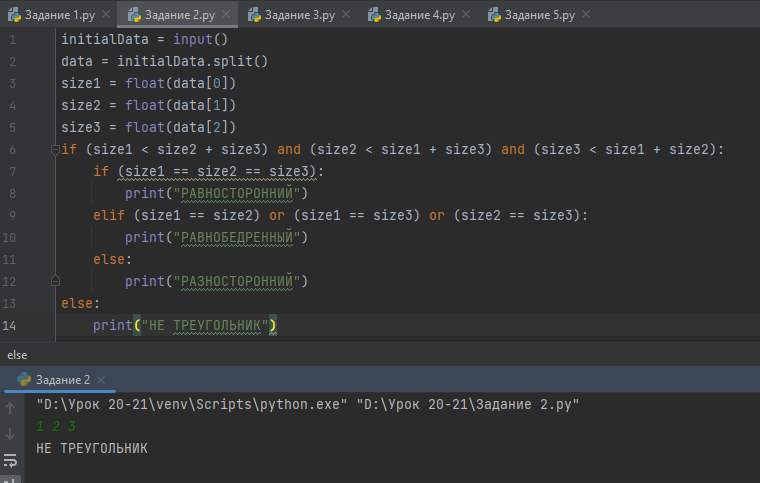 Задание 1.py Задание 2.py Задание 3.py Задание 4.py Задание 5.py
1 initialData = input()
2 data = initialData.split()
3 size1 = float(data[0])
4 size2 = float(data[1])
5 size3 = float(data[2])
6 if (size1 < size2 + size3) and (size2 < size1 + size3) and (size3 < size1 + size2):
7 if (size1 == size2 == size3):
8 print("РАВНОСТОРОННИЙ")
9 elif (size1 == size2) or (size1 == size3) or (size2 == size3):
10 print("РАВНОБЕДРЕННЫЙ")
11 else:
12 print("РАЗНОСТОРОННИЙ")
13 else:
14 print("НЕ ТРЕУГОЛЬНИК")
else
Задание 2
"D:\Урок 20-21\venv\Scripts\python.exe" "D:\Урок 20-21\Задание 2.py"
1 2 3
НЕ ТРЕУГОЛЬНИК